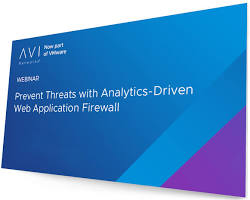 AVI
Networks
Now part
of VMware
WEBINAR
Prevent Threats with Analytics-Driven
Web Application Firewall